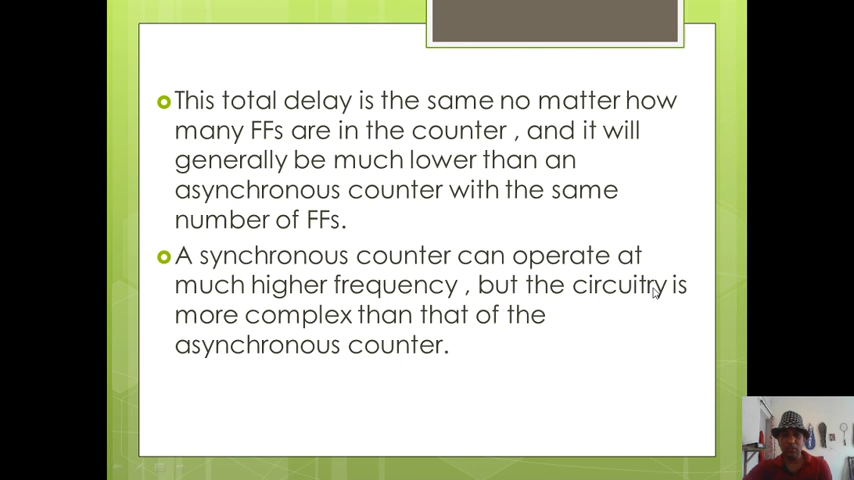 This total delay is the same no matter how
many FFs are in the counter , and it will
generally be much lower than an
asynchronous counter with the same
number of FFs.
A synchronous counter can operate at
much higher frequency , but the circuitry is
more complex than that of the
asynchronous counter.